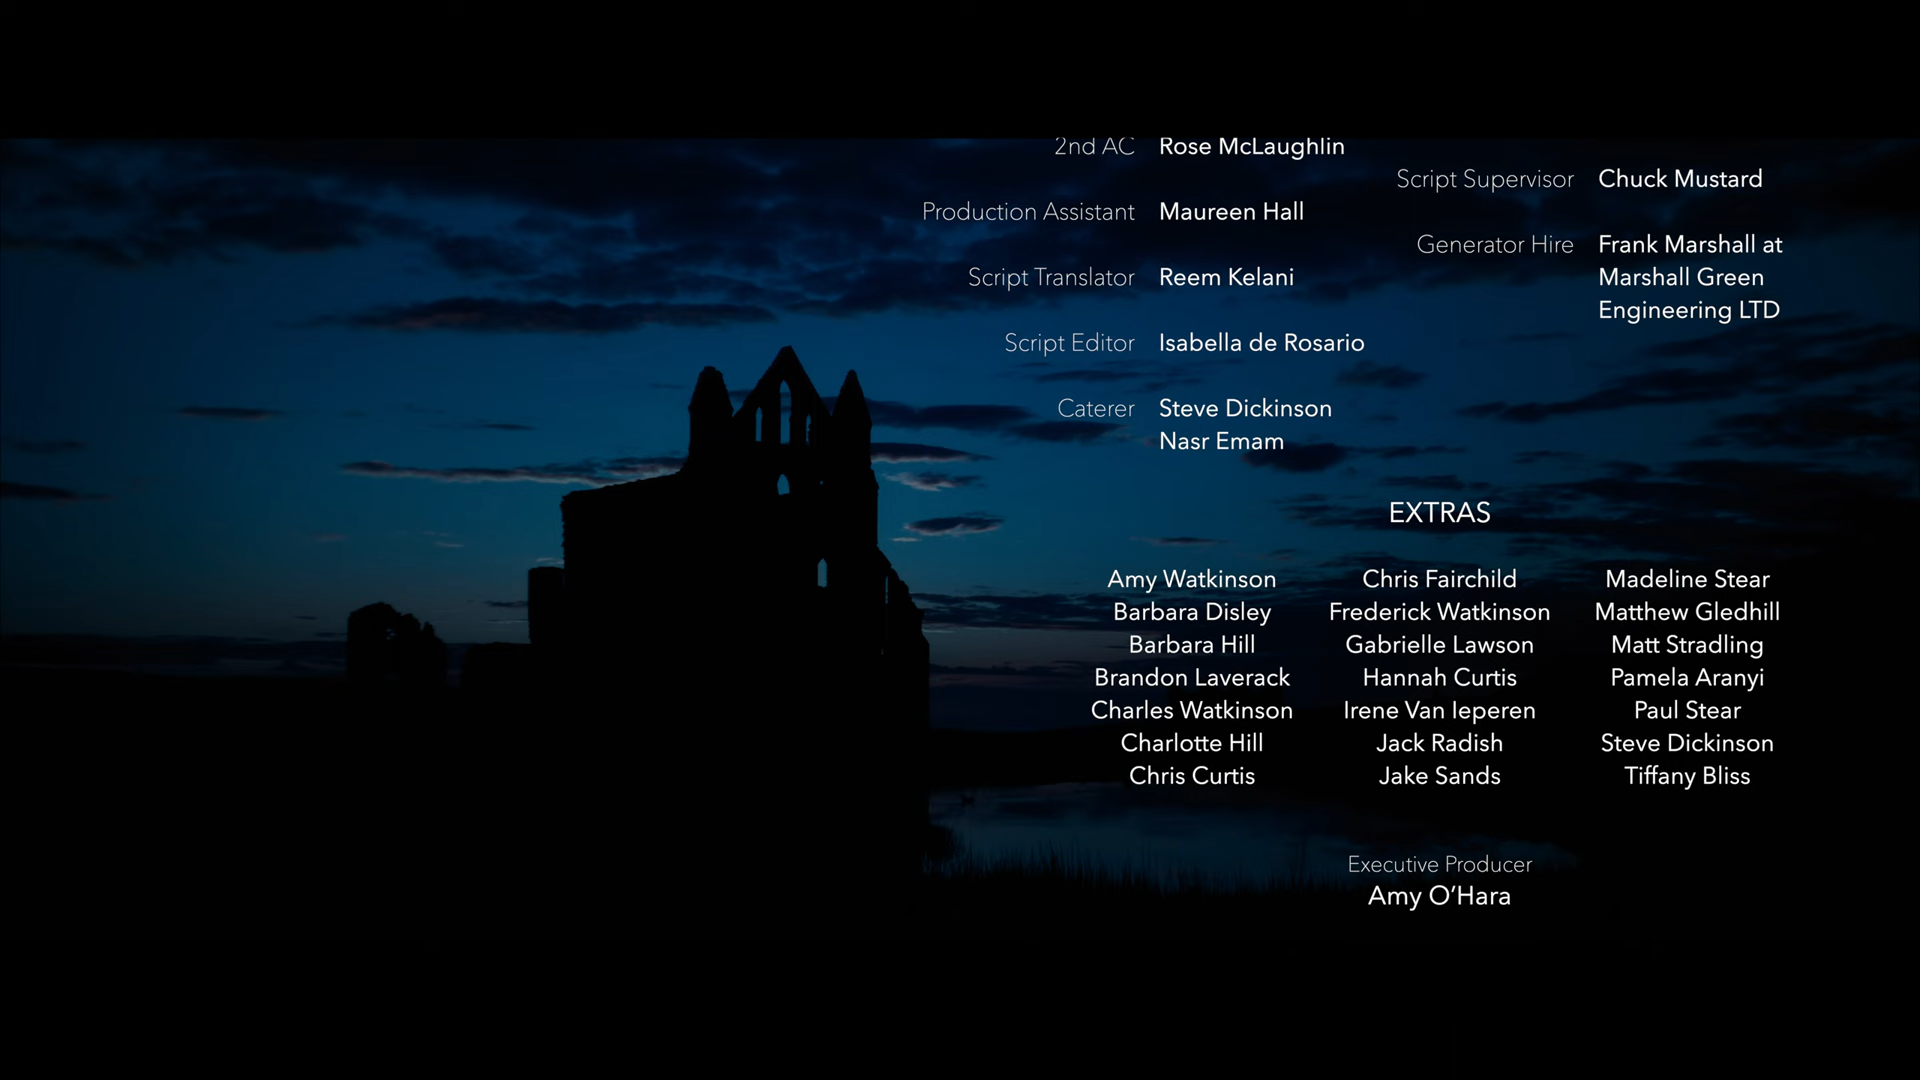 2nd AC Rose McLaughlin
Script Supervisor Chuck Mustard
Production Assistant Maureen Hall
Generator Hire Frank Marshall at
Marshall Green
Engineering LTD
Script Translator Reem Kelani
Script Editor Isabella de Rosario
Caterer Steve Dickinson
Nasr Emam
EXTRAS
Amy Watkinson
Barbara Disley
Barbara Hill
Brandon Laverack
Charles Watkinson
Charlotte Hill
Chris Curtis
Chris Fairchild
Frederick Watkinson
Gabrielle Lawson
Hannah Curtis
Irene Van Ieperen
Jack Radish
Jake Sands
Madeline Stear
Matthew Gledhill
Matt Stradling
Pamela Aranyi
Paul Stear
Steve Dickinson
Tiffany Bliss
Executive Producer
Amy O’Hara